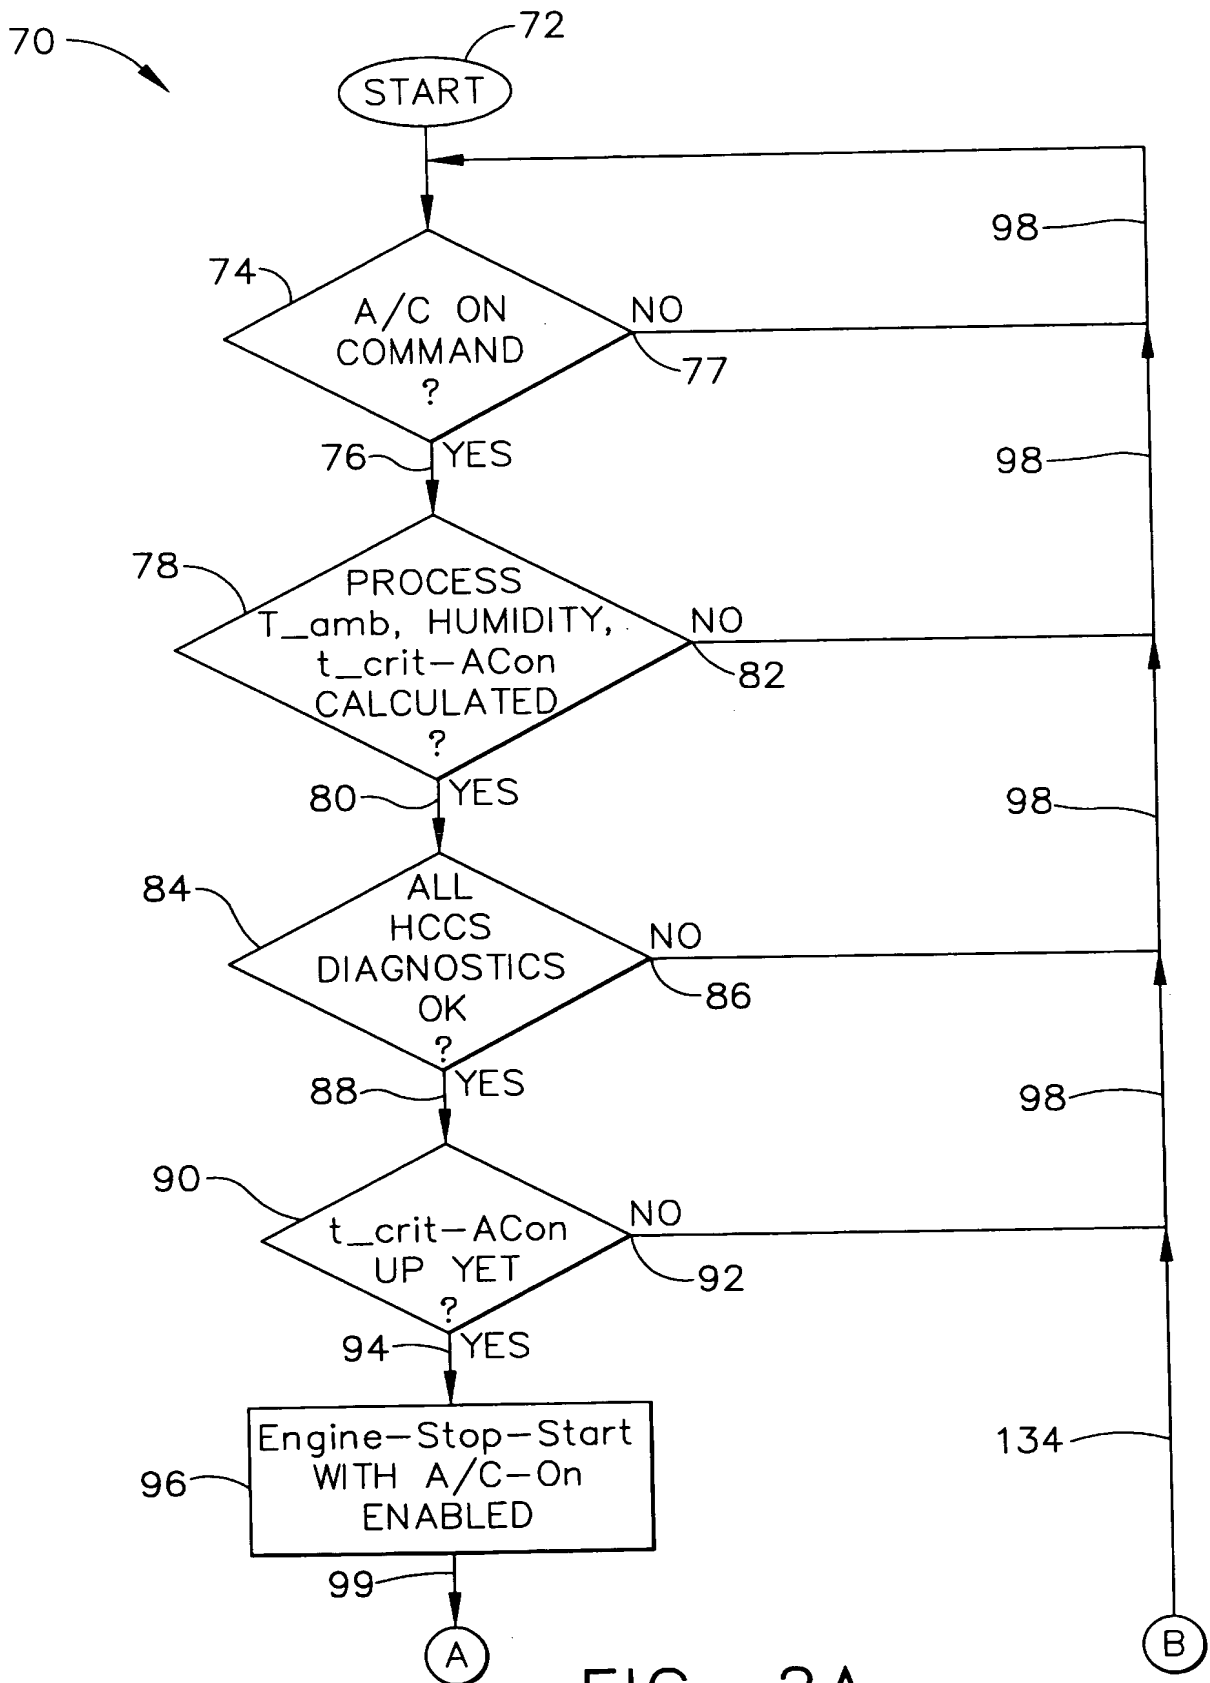 70
72
START
98
74
A/C ON
COMMAND
?
NO
77
76
YES
98
78
PROCESS
T_amb, HUMIDITY,
t_crit-ACon
CALCULATED
?
NO
82
80
YES
98
84
ALL
HCCS
DIAGNOSTICS
OK
?
NO
86
88
YES
98
90
t_crit-ACon
UP YET
?
NO
92
94
YES
96
Engine-Stop-Start
WITH A/C-On
ENABLED
134
99
A
B